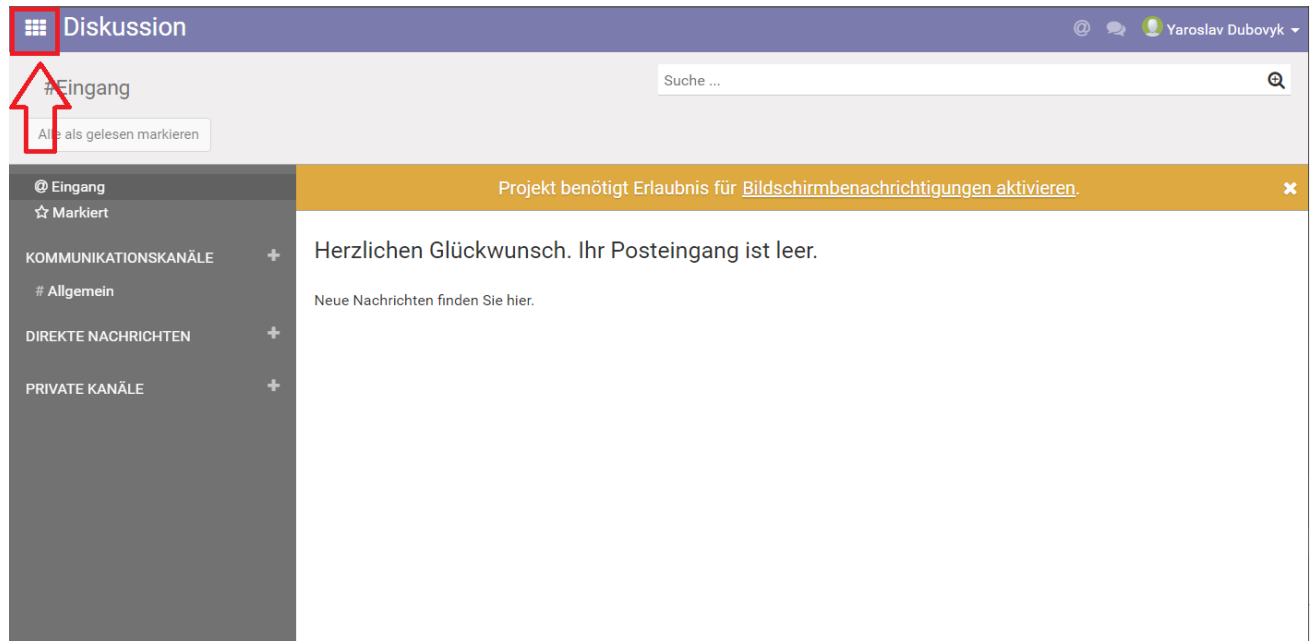 Diskussion
@ Yaroslav Dubovyk
#Eingang
Suche ...
Alle als gelesen markieren
@ Eingang
Markiert
KOMMUNIKATIONSKANÄLE +
# Allgemein
DIREKTE NACHRICHTEN +
PRIVATE KANÄLE +
Projekt benötigt Erlaubnis für Bildschirmbenachrichtigungen aktivieren.
Herzlichen Glückwunsch. Ihr Posteingang ist leer.
Neue Nachrichten finden Sie hier.